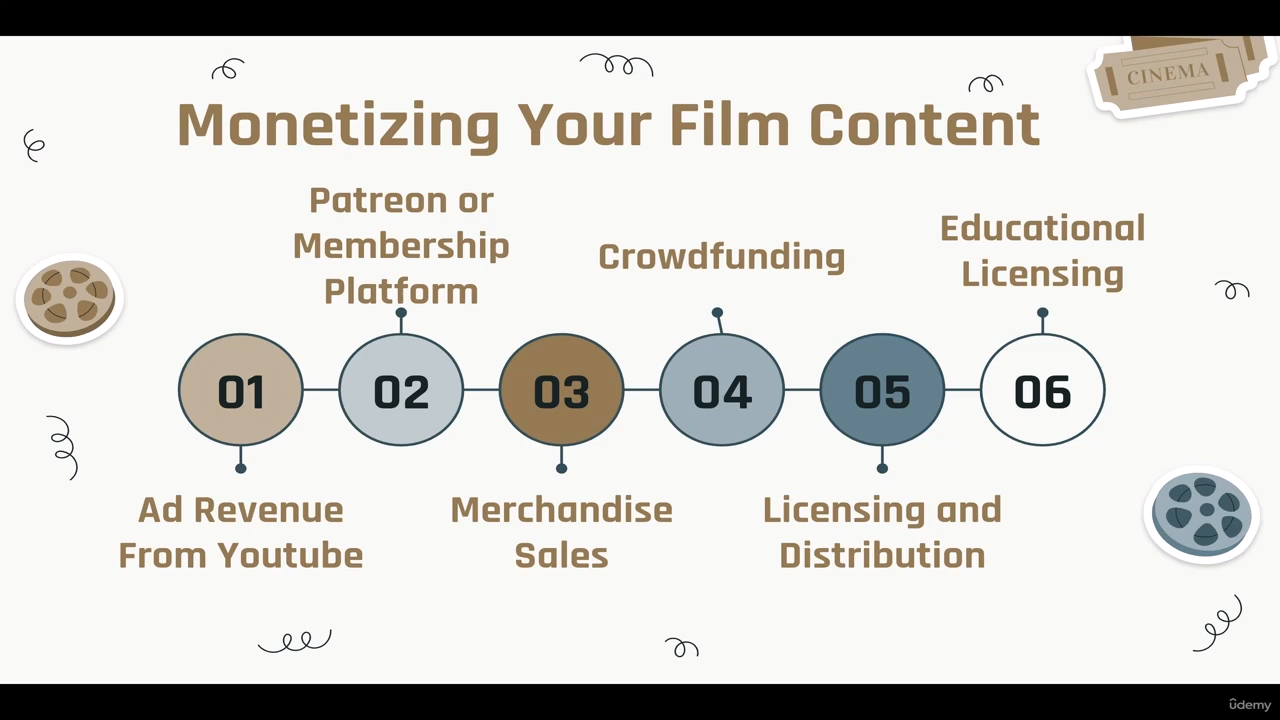 CINEMA
Monetizing Your Film Content
Patreon or
Membership
Platform
Crowdfunding
Educational
Licensing
01
02
03
04
05
06
Ad Revenue
From Youtube
Merchandise
Sales
Licensing and
Distribution
ûdemy